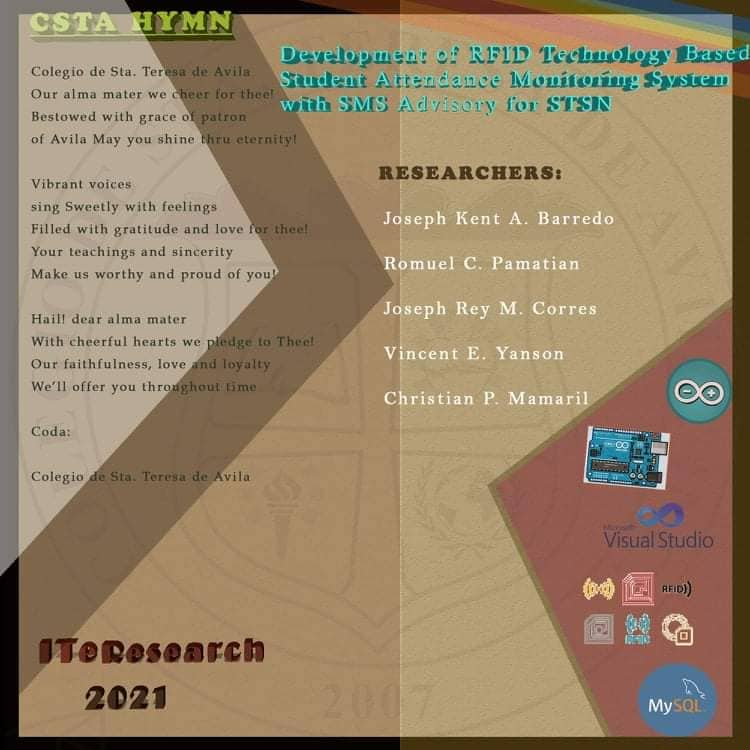 CSTA HYMN
Colegio de Sta. Teresa de Avila
Our alma mater we cheer for thee!
Bestowed with grace of patron
of Avila May you shine thru eternity!
Vibrant voices
sing Sweetly with feelings
Filled with gratitude and love for thee!
Your teachings and sincerity
Make us worthy and proud of you!
Hail! dear alma mater
With cheerful hearts we pledge to Thee!
Our faithfulness, love and loyalty
We'll offer you throughout time
Coda:
Colegio de Sta. Teresa de Avila
Development of RFID Technology Based
Student Attendance Monitoring System
with SMS Advisory for STSN
RESEARCHERS:
Joseph Kent A. Barredo
Romuel C. Pamatian
Joseph Rey M. Corres
Vincent E. Yanson
Christian P. Mamaril
Microsoft
Visual Studio
RFID
RFID
MySQL
ITeResearch
2021
2007